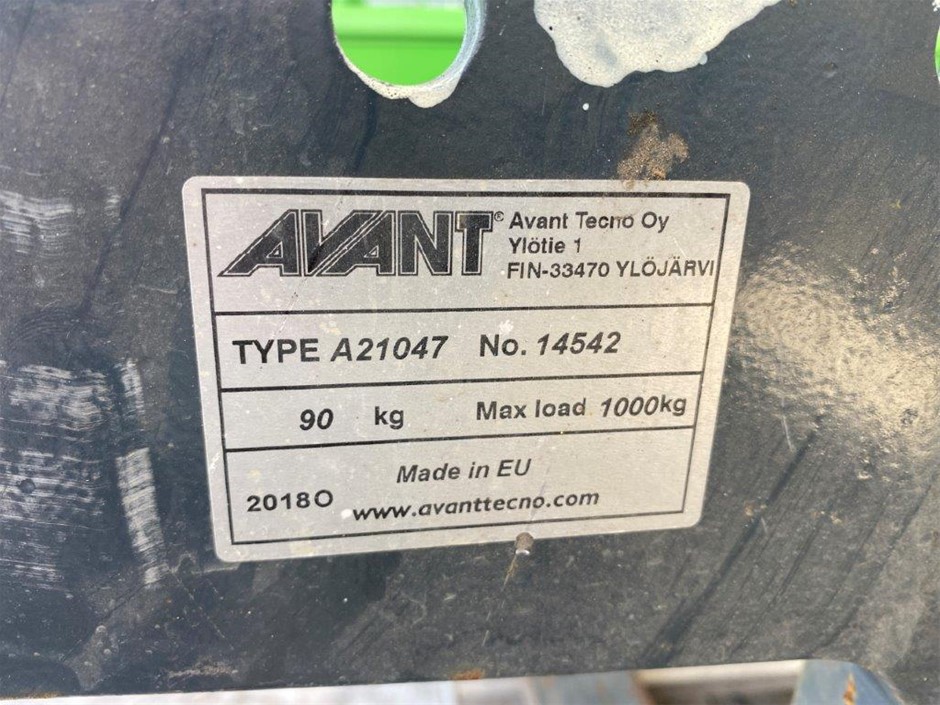 AVANT® Avant Tecno Oy
Ylötie 1
FIN-33470 YLÖJÄRVI
TYPE A21047 No. 14542
90 kg Max load 1000kg
Made in EU
2018O www.avanttecno.com